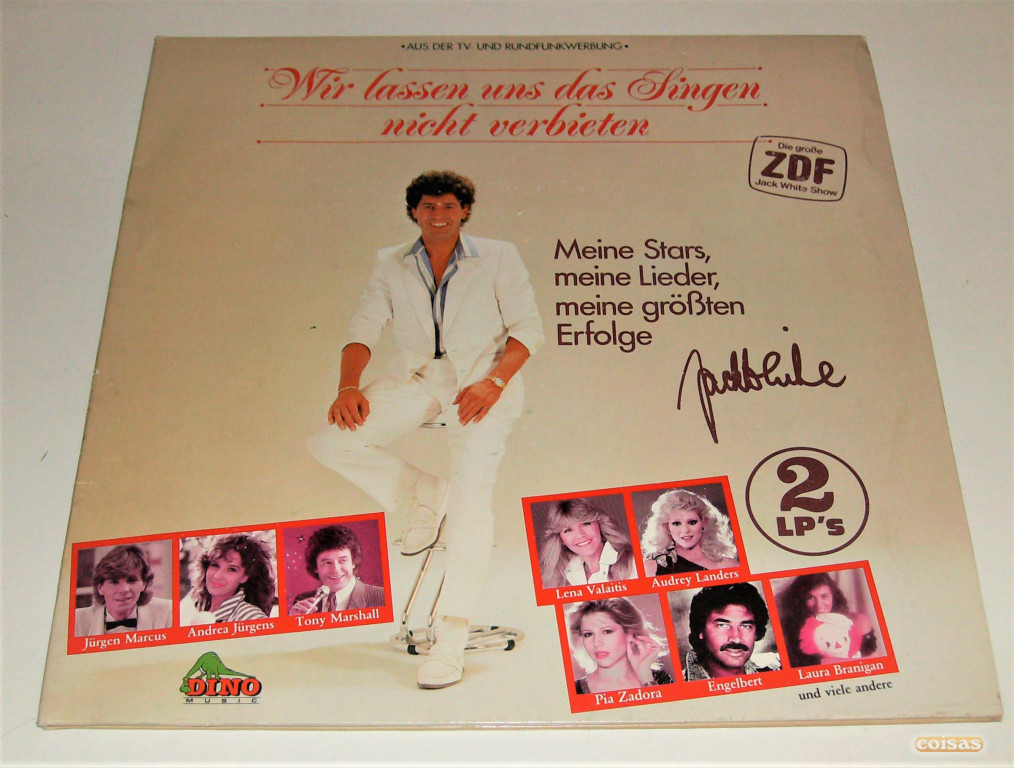 •AUS DER TV- UND RUNDFUNKWERBUNG•
Wir lassen uns das Singen
nicht verbieten
Die große
ZDF
Jack White Show
Meine Stars,
meine Lieder,
meine größten
Erfolge
Jack White
2
LP'S
Jürgen Marcus
Andrea Jürgens
Tony Marshall
Lena Valaitis
Audrey Landers
Pia Zadora
Engelbert
Laura Branigan
und viele andere
DINO
MUSIC
coisas